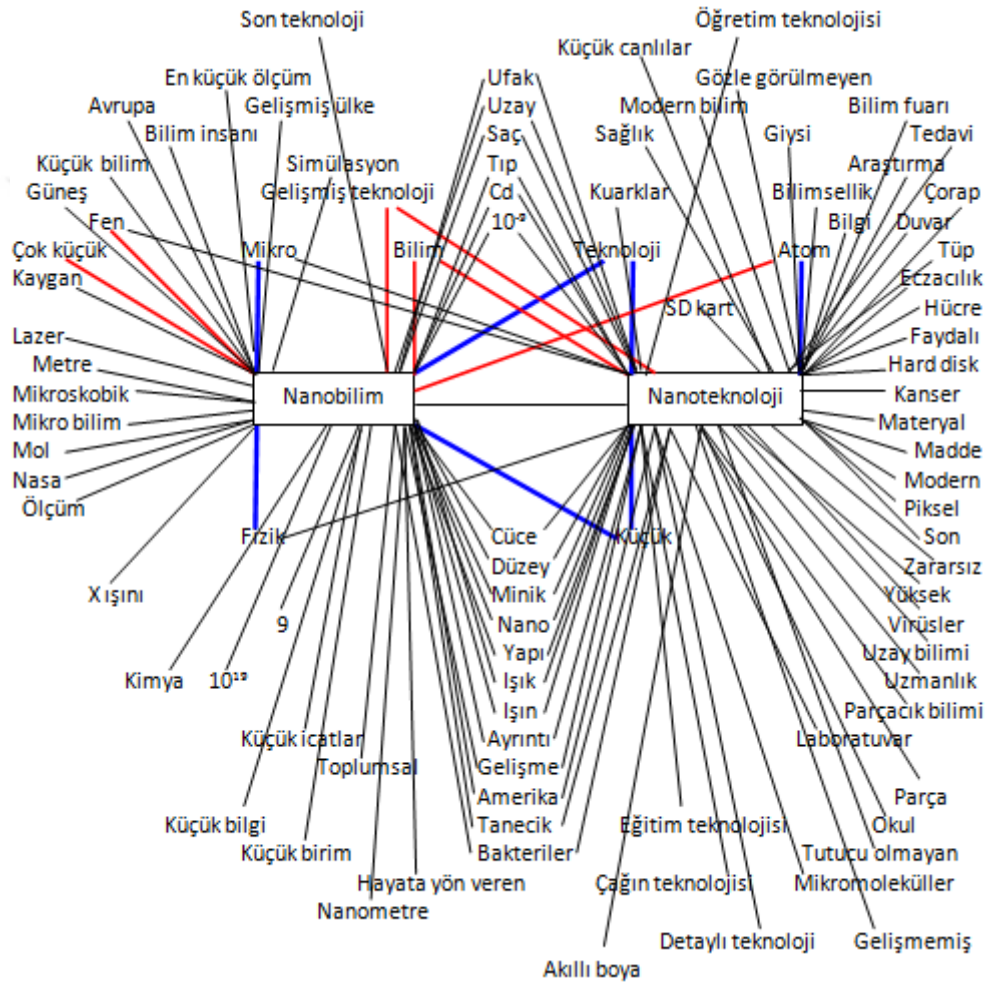 Son teknoloji
Öğretim teknolojisi
Küçük canlılar
En küçük ölçüm
Ufak
Gözle görülmeyen
Avrupa
Gelişmiş ülke
Uzay
Modern bilim
Bilim fuarı
Bilim insanı
Saç
Sağlık
Giysi
Tedavi
Küçük bilim
Simülasyon
Tıp
Araştırma
Güneş
Gelişmiş teknoloji
Cd
Kuarklar
Bilimsellik
Çorap
Fen
10⁻⁹
Bilgi
Duvar
Çok küçük
Mikro
Bilim
Teknoloji
Atom
Tüp
Kaygan
Eczacılık
SD kart
Hücre
Lazer
Faydalı
Metre
Hard disk
Mikroskobik
Nanobilim
Nanoteknoloji
Kanser
Mikro bilim
Materyal
Mol
Madde
Nasa
Modern
Ölçüm
Piksel
Fizik
Cüce
Küçük
Son
Düzey
Zararsız
X ışını
Minik
Yüksek
9
Nano
Virüsler
Yapı
Uzay bilimi
Kimya
10¹⁹
Işık
Uzmanlık
Işın
Parçacık bilimi
Küçük icatlar
Ayrıntı
Laboratuvar
Toplumsal
Gelişme
Amerika
Parça
Küçük bilgi
Tanecik
Eğitim teknolojisi
Okul
Küçük birim
Bakteriler
Tutucu olmayan
Hayata yön veren
Çağın teknolojisi
Mikromoleküller
Nanometre
Detaylı teknoloji
Gelişmemiş
Akıllı boya